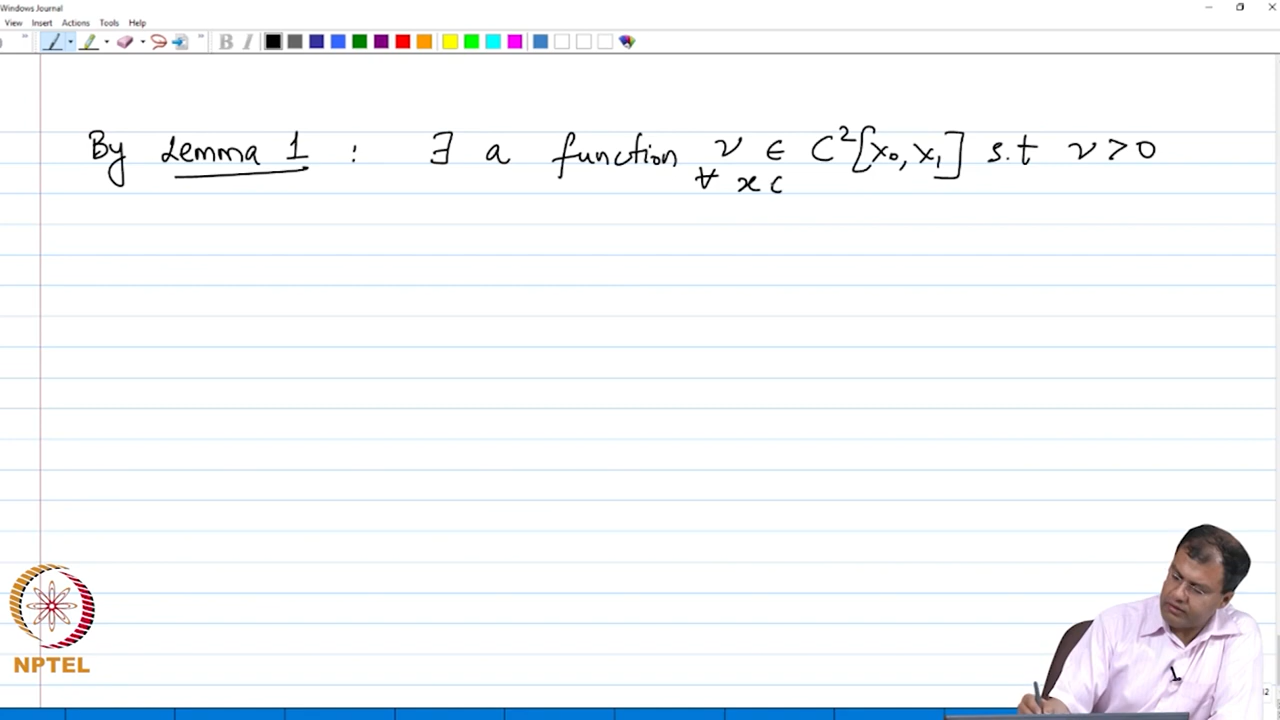 Windows Journal
View Insert Actions Tools Help
By Lemma 1 : ∃ a function ν ∈ C²[x₀, x₁] s.t ν > 0
∀ x
NPTEL